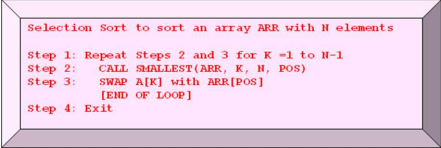 Selection Sort to sort an array ARR with N elements
Step 1: Repeat Steps 2 and 3 for K =1 to N-1
Step 2: CALL SMALLEST(ARR, K, N, POS)
Step 3: SWAP A[K] with ARR[POS]
[END OF LOOP]
Step 4: Exit